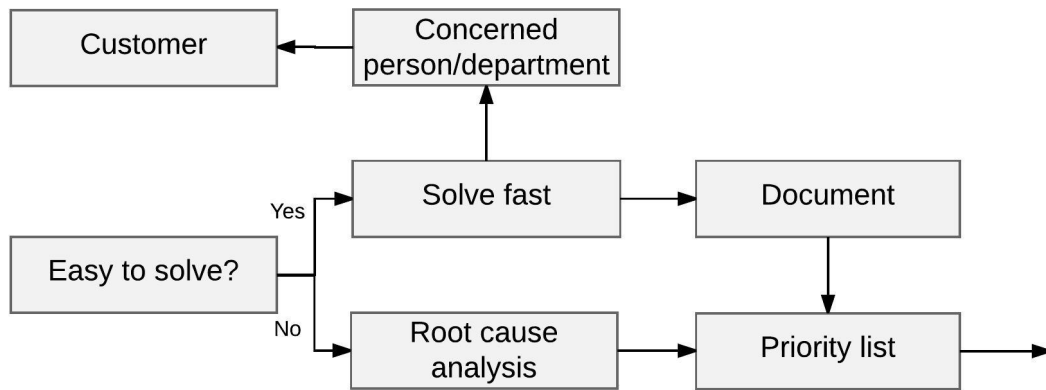 Customer
Concerned
person/department
Yes
Solve fast
Document
Easy to solve?
No
Root cause
analysis
Priority list